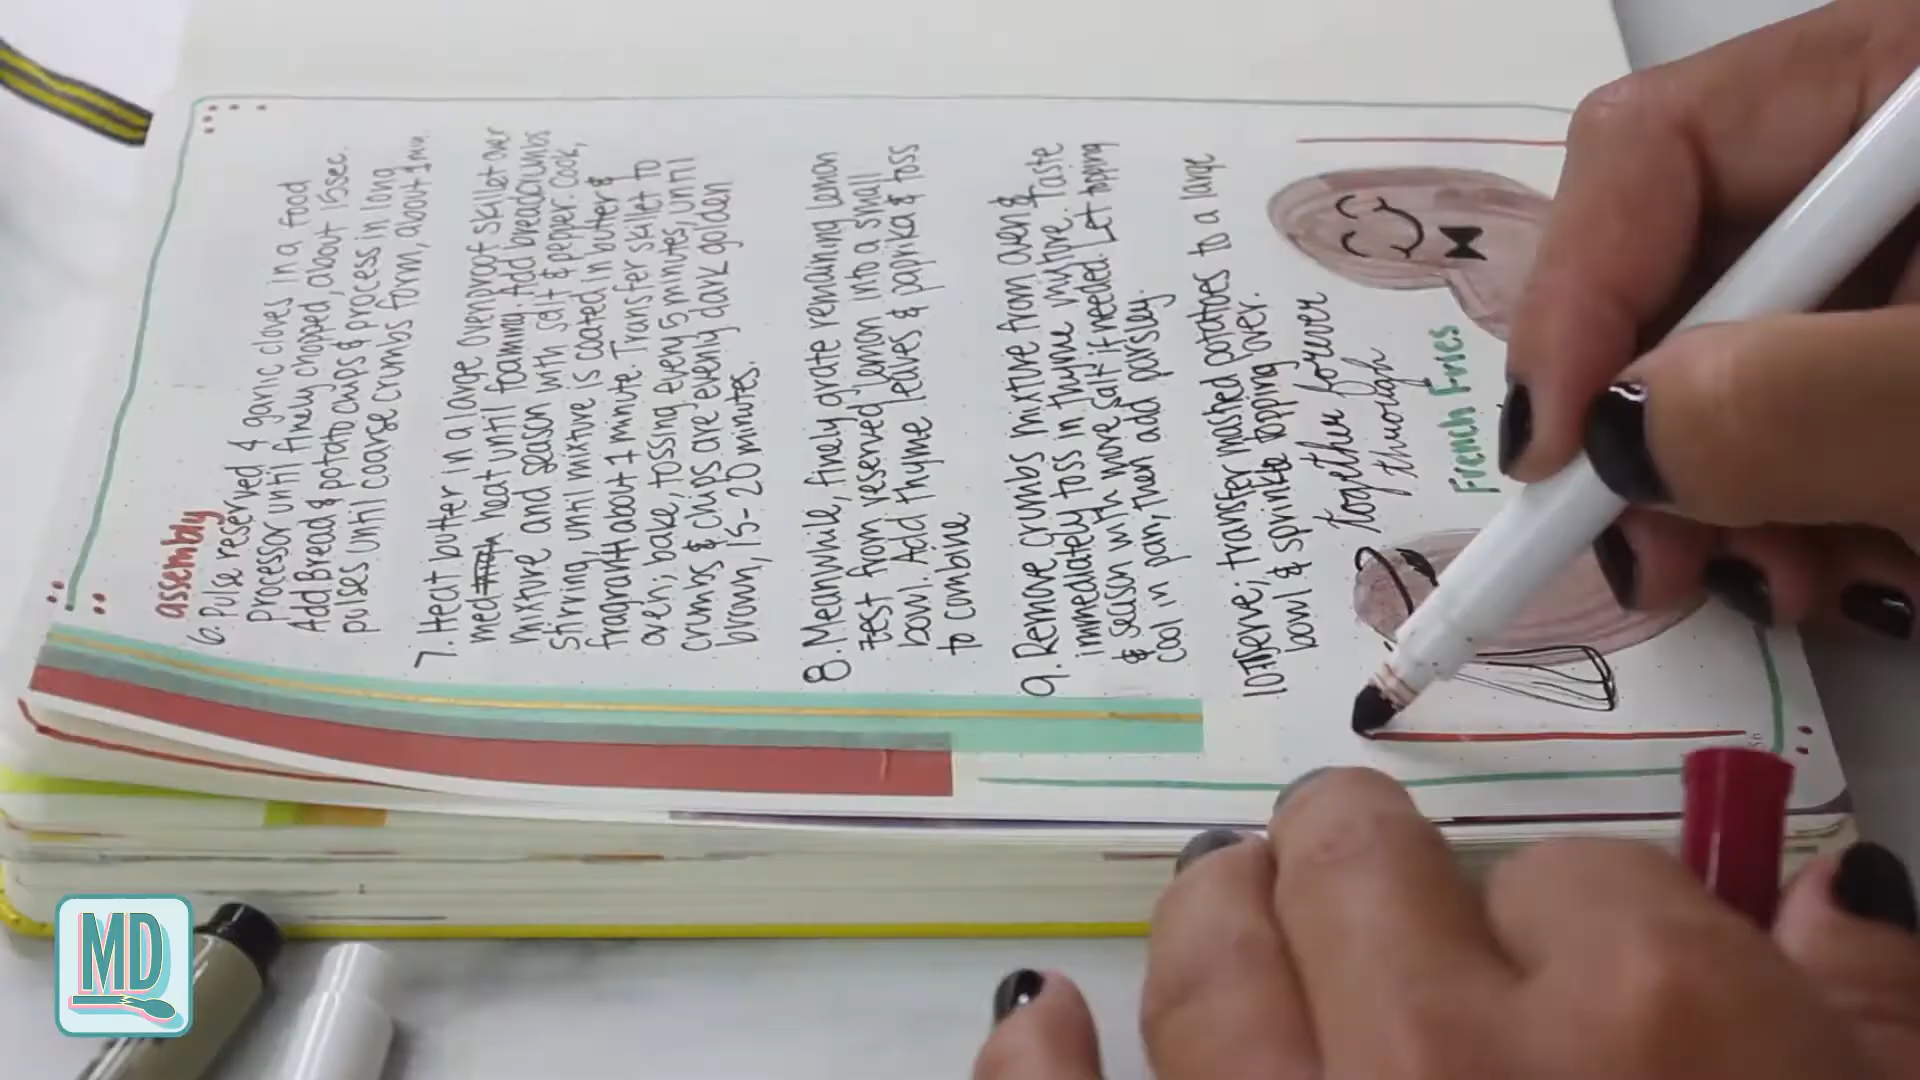 assembly
6. Pulse reserved 4 garlic cloves in a food
processor until finely chopped, about 15sec.
Add Bread & potato chips & process in long
pulses until coarse crumbs form, about 1 min.
7. Heat butter in a large ovenproof skillet over
med heat until foaming. Add breadcrumbs
mixture and season with salt & pepper. Cook,
stirring, until mixture is coated in butter &
fragrant about 1 minute. Transfer skillet to
oven; bake, tossing every 5 minutes, until
crumbs & chips are evenly dark golden
brown, 15-20 minutes.
8. Meanwhile, finely grate remaining lemon
zest from reserved lemon into a small
bowl. Add thyme leaves & paprika & toss
to combine
9. Remove crumbs mixture from oven &
immediately toss in thyme mixture. Taste
& season with more salt if needed. Let topping
cool in pan, then add parsley.
10. To serve, transfer mashed potatoes to a large
bowl & sprinkle topping over.
together forever
through
French Fries
MD